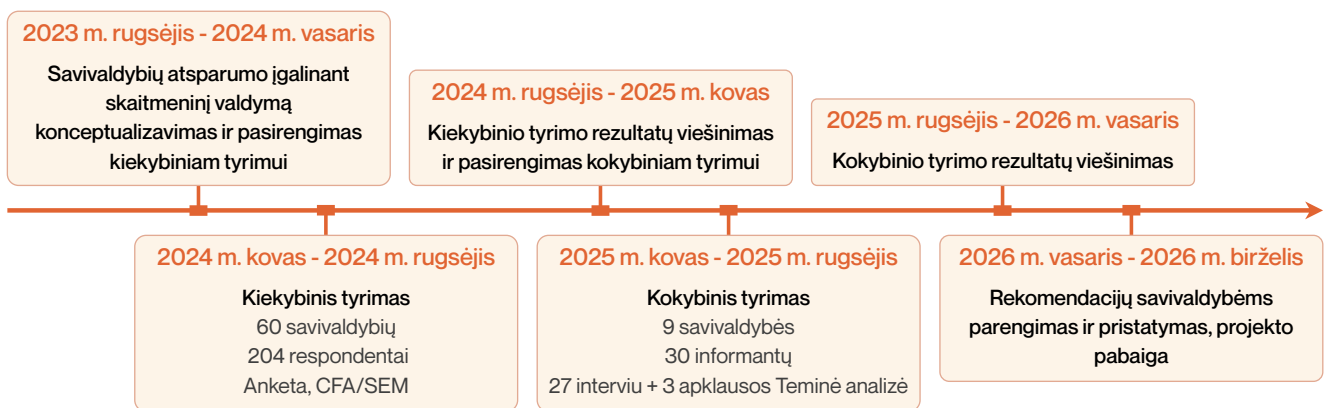 2023 m. rugsėjis - 2024 m. vasaris
Savivaldybių atsparumo įgalinant
skaitmeninį valdymą
konceptualizavimas ir pasirengimas
kiekybiniam tyrimui
2024 m. kovas - 2024 m. rugsėjis
Kiekybinis tyrimas
60 savivaldybių
204 respondentai
Anketa, CFA/SEM
2024 m. rugsėjis - 2025 m. kovas
Kiekybinio tyrimo rezultatų viešinimas
ir pasirengimas kokybiniam tyrimui
2025 m. kovas - 2025 m. rugsėjis
Kokybinis tyrimas
9 savivaldybės
30 informantų
27 interviu + 3 apklausos Teminė analizė
2025 m. rugsėjis - 2026 m. vasaris
Kokybinio tyrimo rezultatų viešinimas
2026 m. vasaris - 2026 m. birželis
Rekomendacijų savivaldybėms
parengimas ir pristatymas, projekto
pabaiga